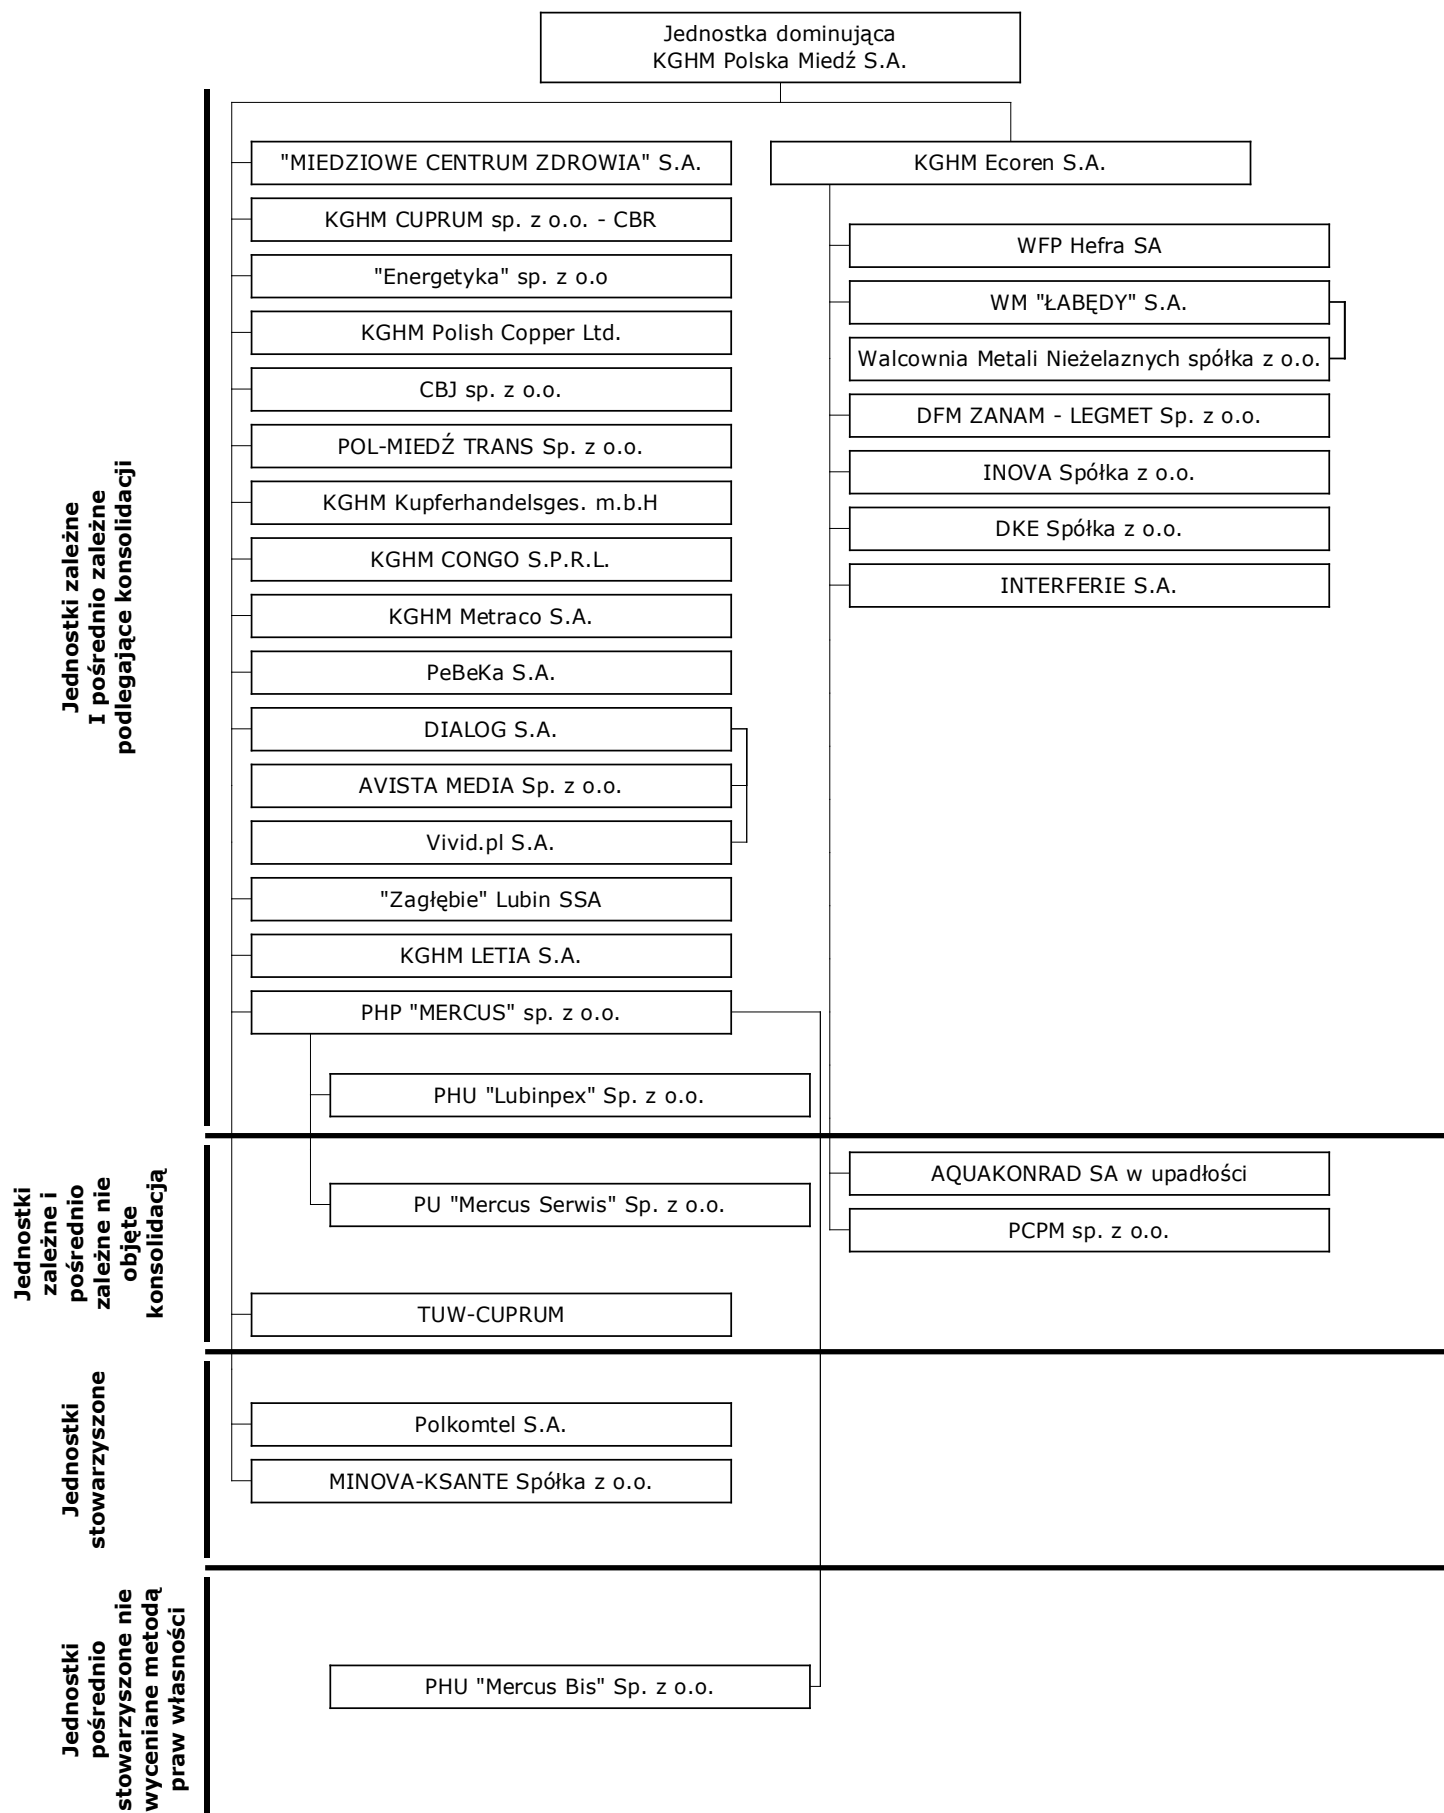 Jednostka dominująca
KGHM Polska Miedź S.A.
Jednostki zależne
I pośrednio zależne
podlegające konsolidacji
"MIEDZIOWE CENTRUM ZDROWIA" S.A.
KGHM CUPRUM sp. z o.o. - CBR
"Energetyka" sp. z o.o
KGHM Polish Copper Ltd.
CBJ sp. z o.o.
POL-MIEDŹ TRANS Sp. z o.o.
KGHM Kupferhandelsges. m.b.H
KGHM CONGO S.P.R.L.
KGHM Metraco S.A.
PeBeKa S.A.
DIALOG S.A.
AVISTA MEDIA Sp. z o.o.
Vivid.pl S.A.
"Zagłębie" Lubin SSA
KGHM LETIA S.A.
PHP "MERCUS" sp. z o.o.
PHU "Lubinpex" Sp. z o.o.
KGHM Ecoren S.A.
WFP Hefra SA
WM "ŁABĘDY" S.A.
Walcownia Metali Nieżelaznych spółka z o.o.
DFM ZANAM - LEGMET Sp. z o.o.
INOVA Spółka z o.o.
DKE Spółka z o.o.
INTERFERIE S.A.
Jednostki
zależne i
pośrednio
zależne nie
objęte
konsolidacją
PU "Mercus Serwis" Sp. z o.o.
TUW-CUPRUM
AQUAKONRAD SA w upadłości
PCPM sp. z o.o.
Jednostki
stowarzyszone
Polkomtel S.A.
MINOVA-KSANTE Spółka z o.o.
Jednostki
pośrednio
stowarzyszone nie
wyceniane metodą
praw własności
PHU "Mercus Bis" Sp. z o.o.